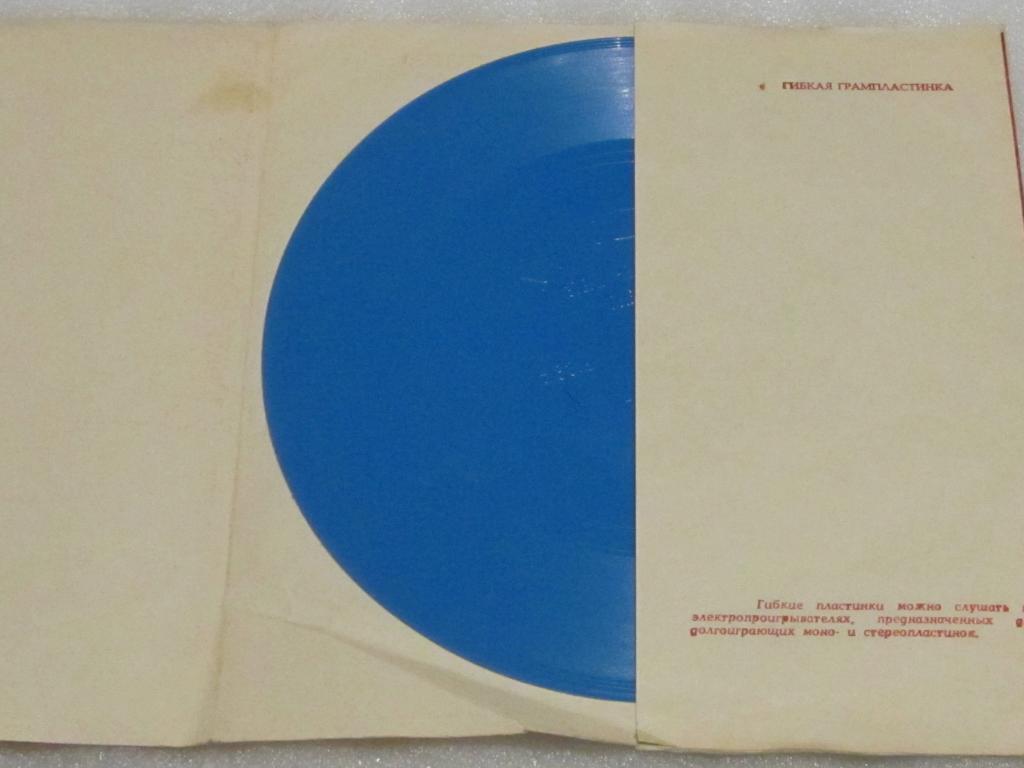 ГИБКАЯ ГРАМПЛАСТИНКА
Гибкие пластинки можно слушать
электропроигрывателях, предназначенных
долгоиграющих моно- и стереопластинок.